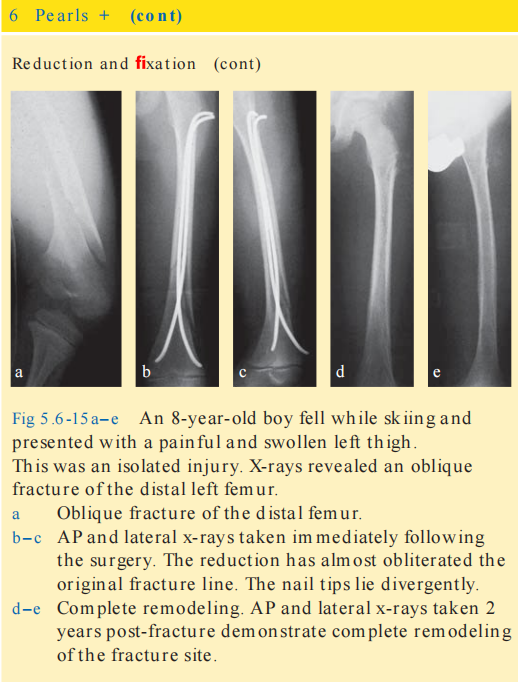 6 Pearls + (cont)
Reduction and fixation (cont)
a b c d e
Fig 5.6-15a–e An 8-year-old boy fell while skiing and
presented with a painful and swollen left thigh.
This was an isolated injury. X-rays revealed an oblique
fracture of the distal left femur.
a Oblique fracture of the distal femur.
b–c AP and lateral x-rays taken immediately following
the surgery. The reduction has almost obliterated the
original fracture line. The nail tips lie divergently.
d–e Complete remodeling. AP and lateral x-rays taken 2
years post-fracture demonstrate complete remodeling
of the fracture site.